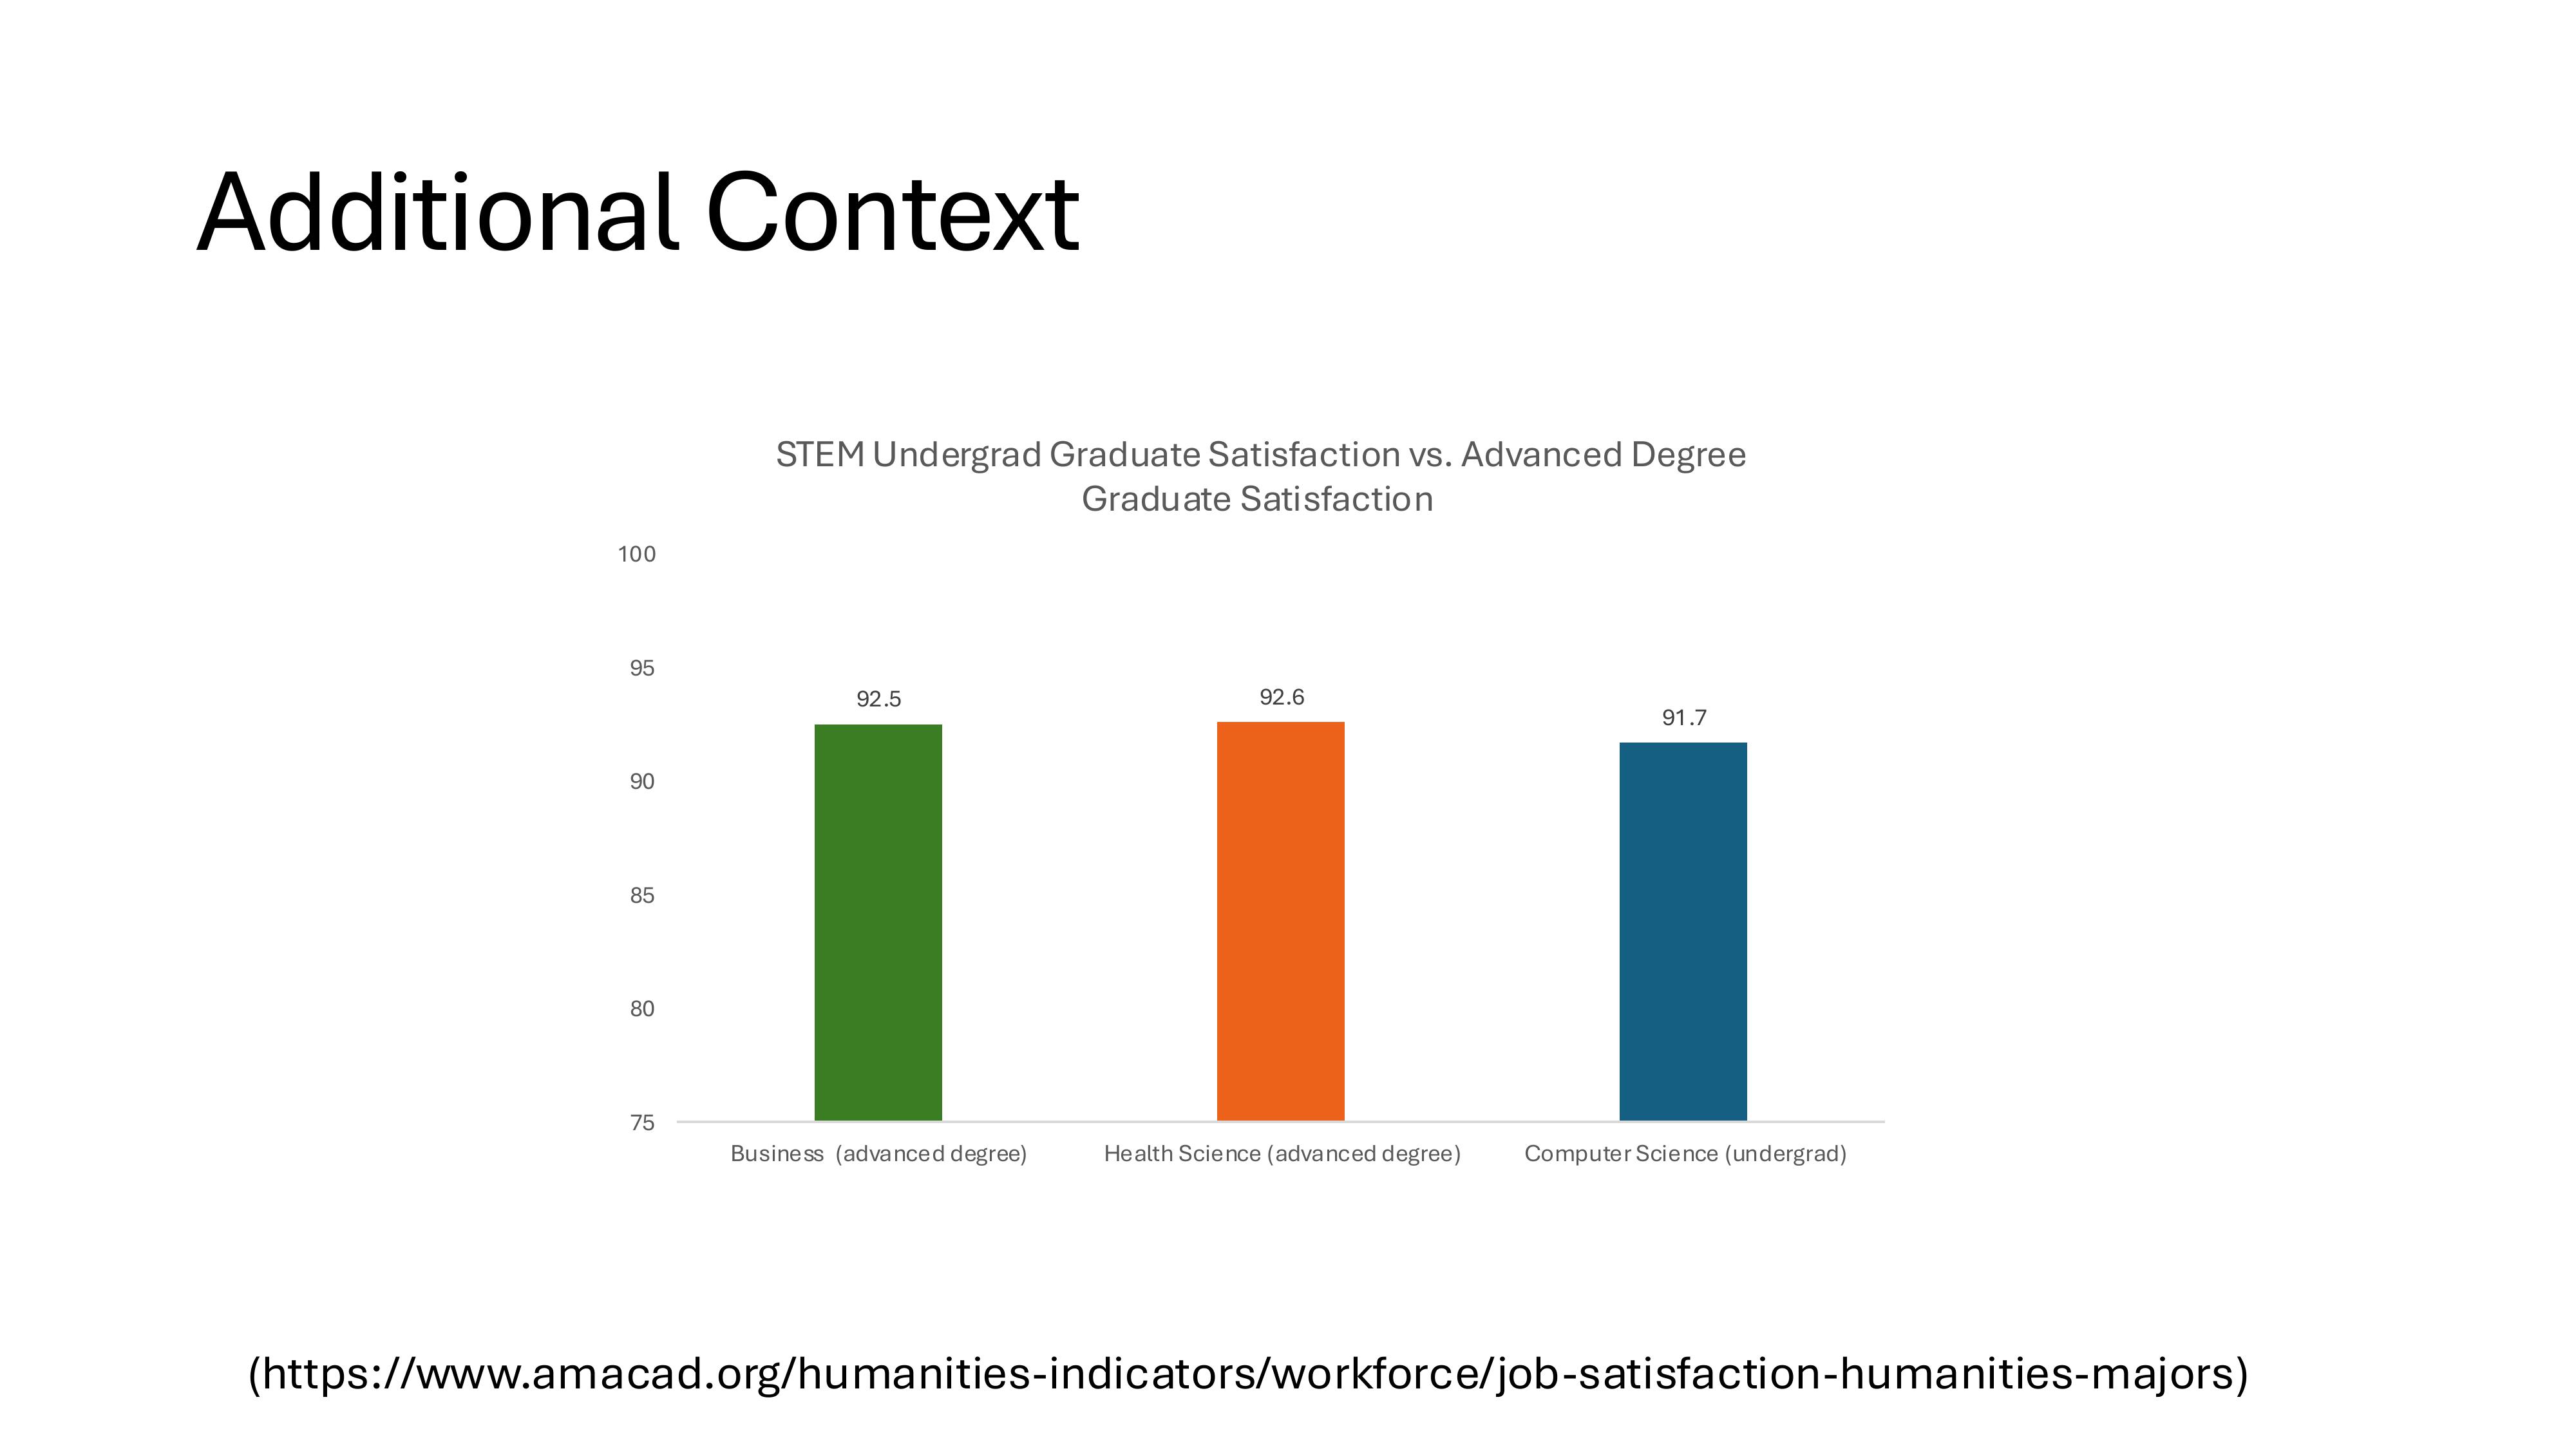 Additional Context
STEM Undergrad Graduate Satisfaction vs. Advanced Degree
Graduate Satisfaction
100
95
90
85
80
75
92.5
92.6
91.7
Business (advanced degree)
Health Science (advanced degree)
Computer Science (undergrad)
(https://www.amacad.org/humanities-indicators/workforce/job-satisfaction-humanities-majors)